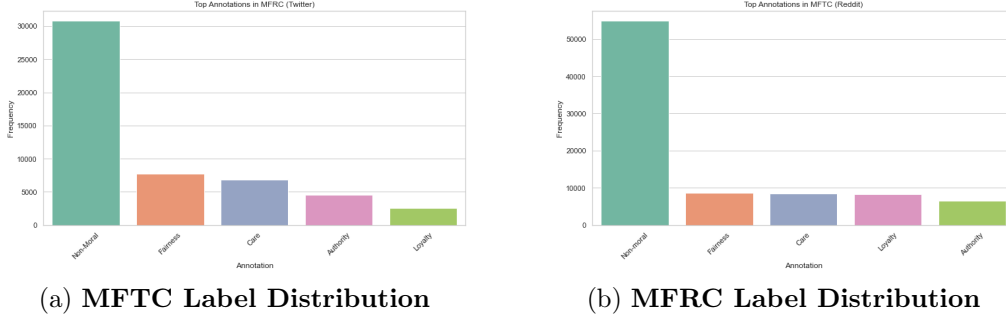 Top Annotations in MFRC (Twitter)
30000
25000
20000
15000
10000
5000
0
Frequency
Non-Moral
Fairness
Care
Authority
Loyalty
Annotation
(a) MFTC Label Distribution
Top Annotations in MFTC (Reddit)
50000
40000
30000
20000
10000
0
Frequency
Non-moral
Fairness
Care
Loyalty
Authority
Annotation
(b) MFRC Label Distribution